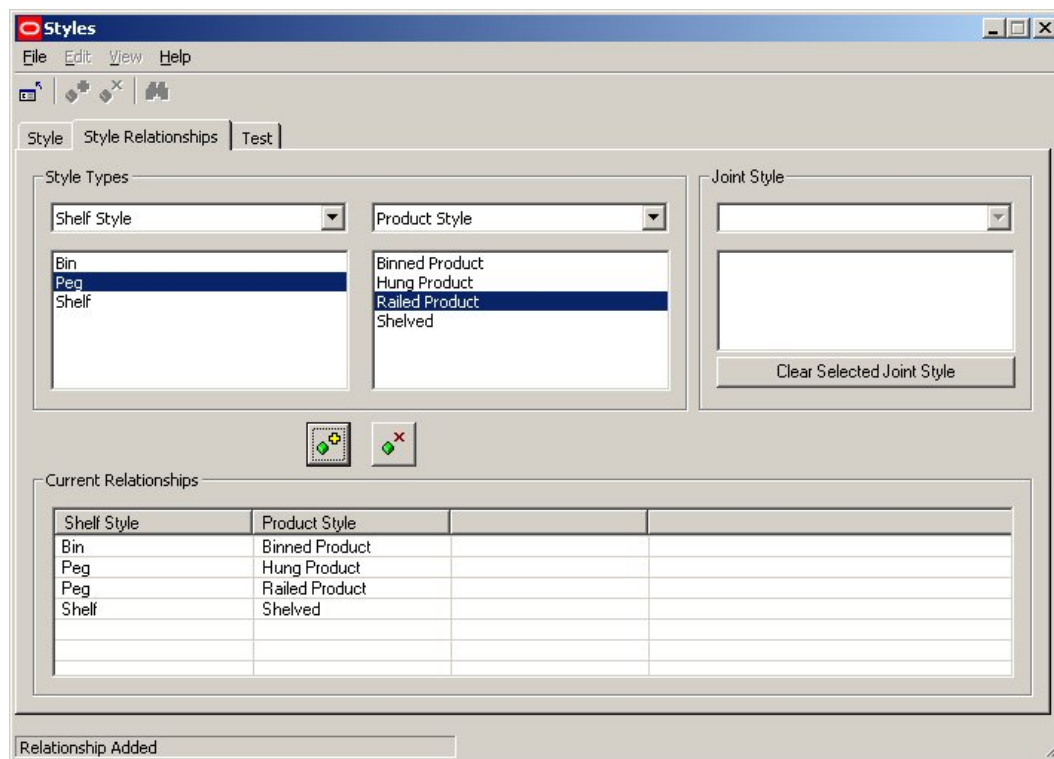 Styles
File Edit View Help
Style Style Relationships Test
Style Types
Joint Style
Shelf Style
Product Style
Bin
Peg
Shelf
Binned Product
Hung Product
Railed Product
Shelved
Clear Selected Joint Style
Current Relationships
Shelf Style Product Style
Bin Binned Product
Peg Hung Product
Peg Railed Product
Shelf Shelved
Relationship Added